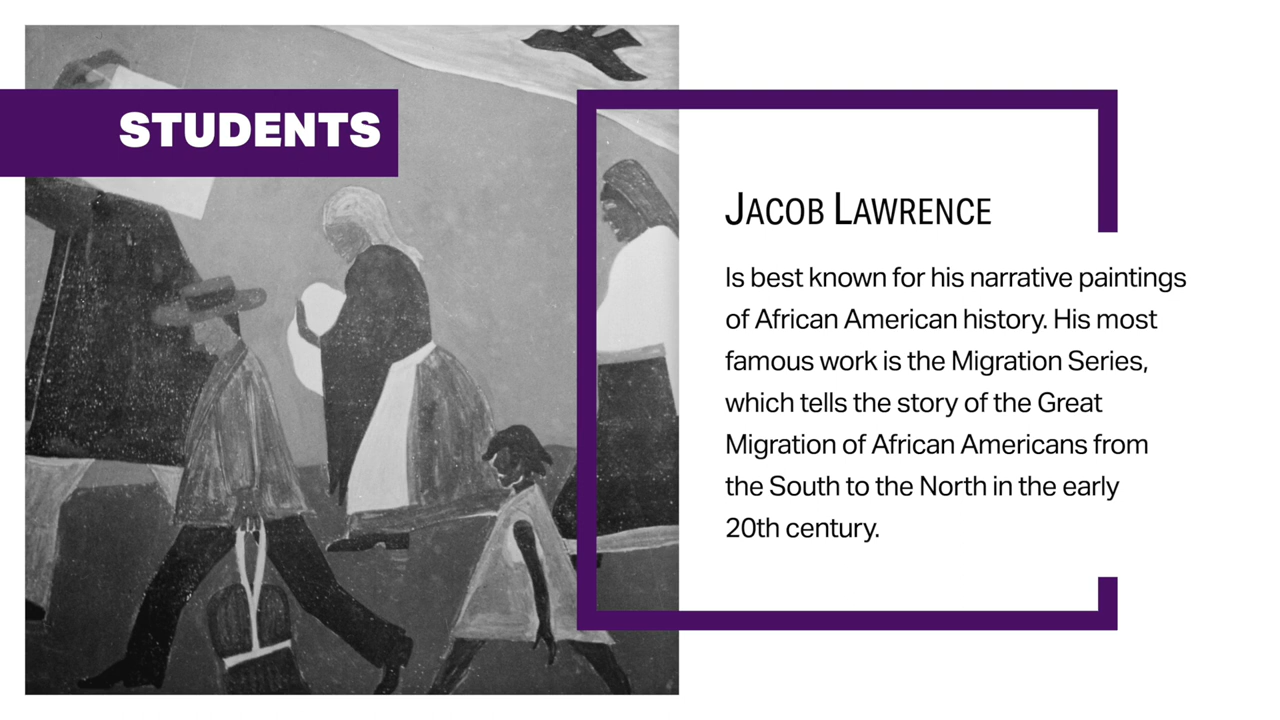 STUDENTS
JACOB LAWRENCE
Is best known for his narrative paintings
of African American history. His most
famous work is the Migration Series,
which tells the story of the Great
Migration of African Americans from
the South to the North in the early
20th century.